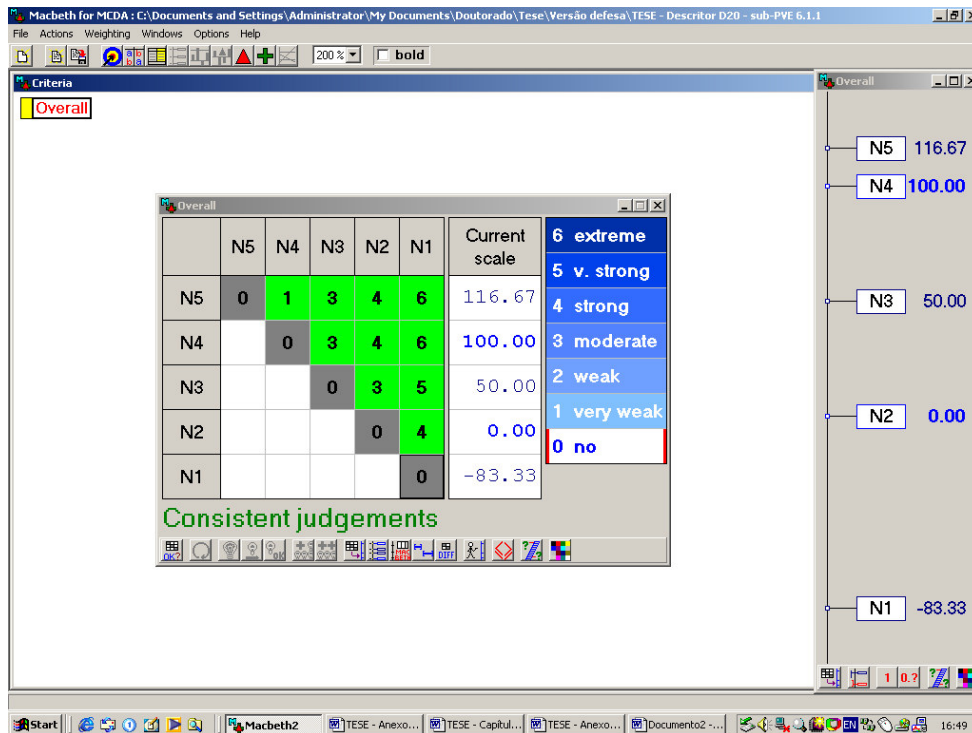 Macbeth for MCDA : C:\Documents and Settings\Administrator\My Documents\Doutorado\Tese\Versão defesa\TESE - Descritor D20 - sub-PVE 6.1.1
File Actions Weighting Windows Options Help
200 % bold
Criteria
Overall
Overall
N5 116.67
N4 100.00
N3 50.00
N2 0.00
N1 -83.33
Overall
N5 N4 N3 N2 N1 Current scale
N5 0 1 3 4 6 116.67
N4 0 3 4 6 100.00
N3 0 3 5 50.00
N2 0 4 0.00
N1 0 -83.33
6 extreme
5 v. strong
4 strong
3 moderate
2 weak
1 very weak
0 no
Consistent judgements
1 0.?
Start Macbeth2 TESE - Anexo... TESE - Capítul... TESE - Anexo... Documento2 -... EN 16:49